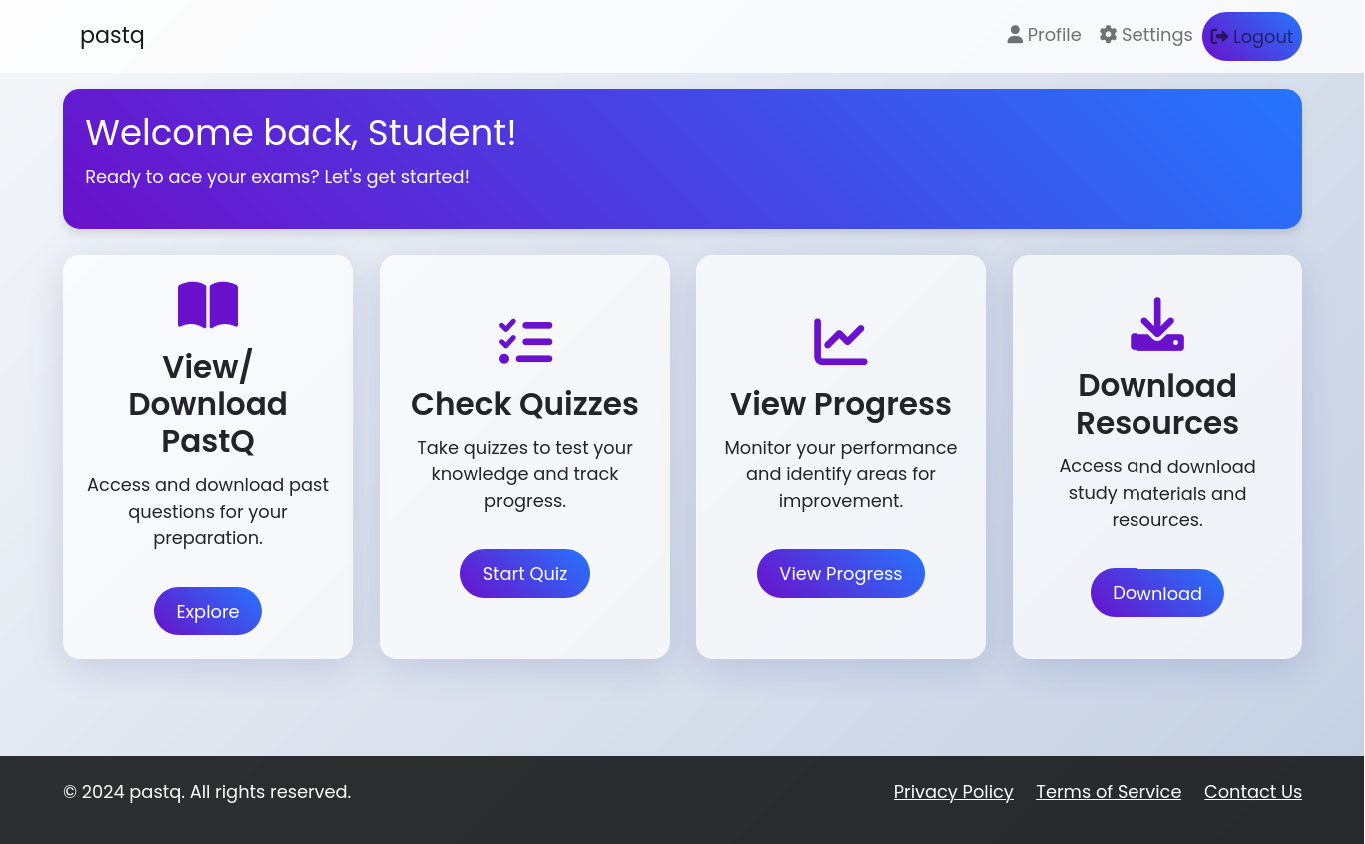 pastq
Profile
Settings
Logout
Welcome back, Student!
Ready to ace your exams? Let's get started!
View/
Download
PastQ
Access and download past
questions for your
preparation.
Explore
Check Quizzes
Take quizzes to test your
knowledge and track
progress.
Start Quiz
View Progress
Monitor your performance
and identify areas for
improvement.
View Progress
Download
Resources
Access and download
study materials and
resources.
Download
© 2024 pastq. All rights reserved.
Privacy Policy
Terms of Service
Contact Us